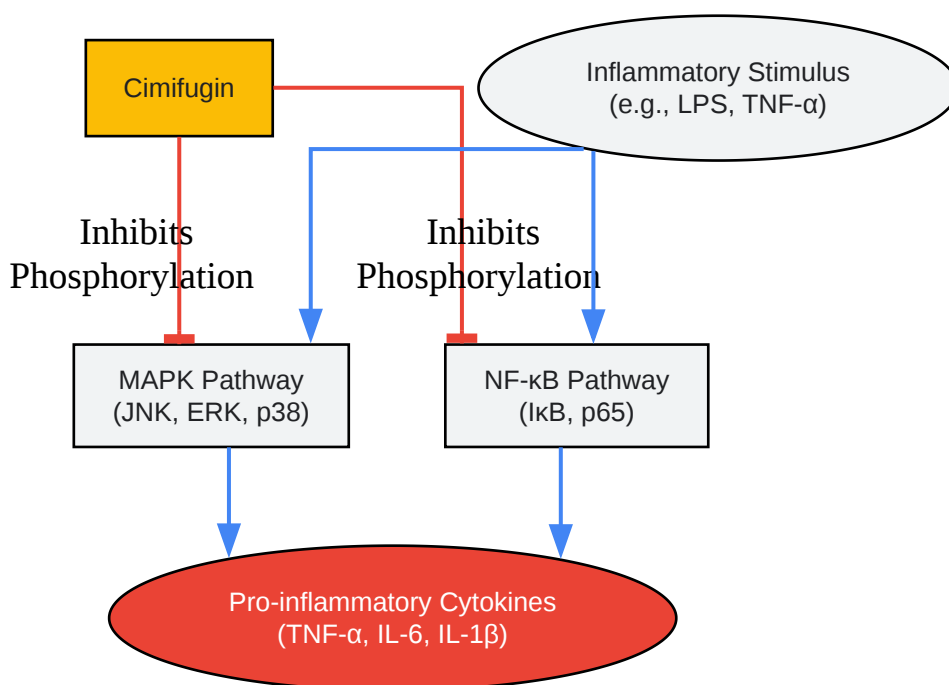 Cimifugin
Inflammatory Stimulus
(e.g., LPS, TNF-α)
Inhibits
Phosphorylation
Inhibits
Phosphorylation
MAPK Pathway
(JNK, ERK, p38)
NF-κB Pathway
(IκB, p65)
Pro-inflammatory Cytokines
(TNF-α, IL-6, IL-1β)